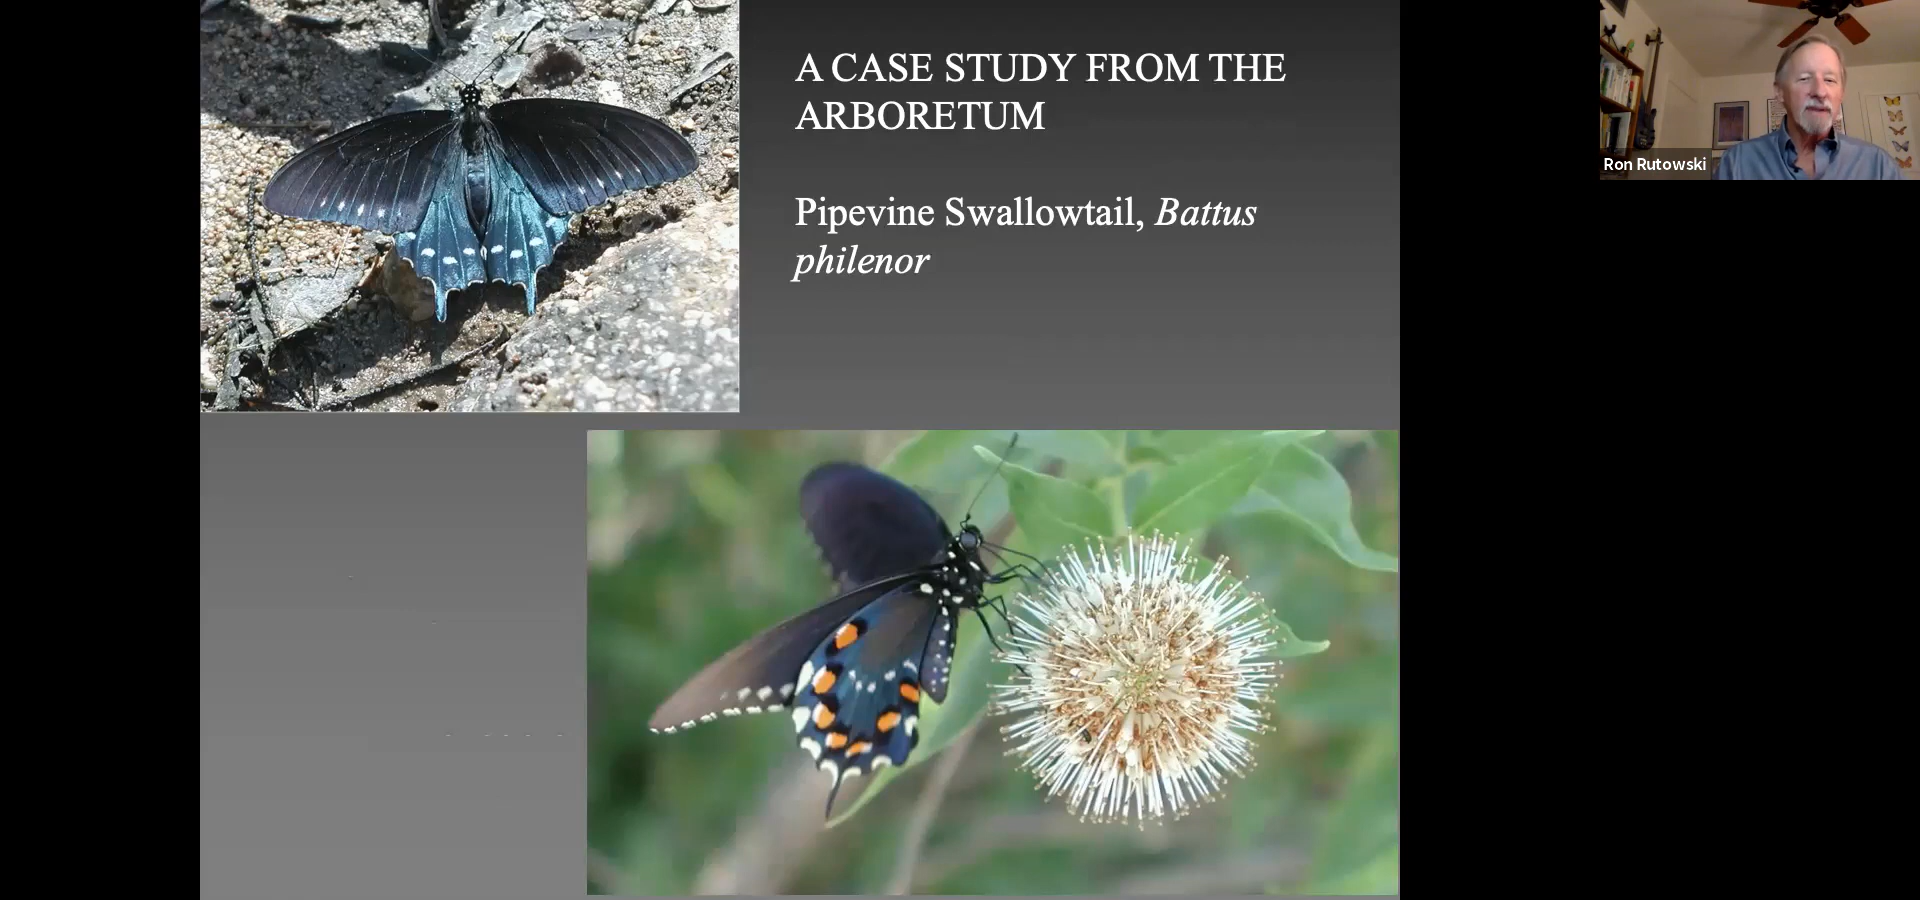 A CASE STUDY FROM THE
ARBORETUM
Pipevine Swallowtail, Battus
philenor
Ron Rutowski